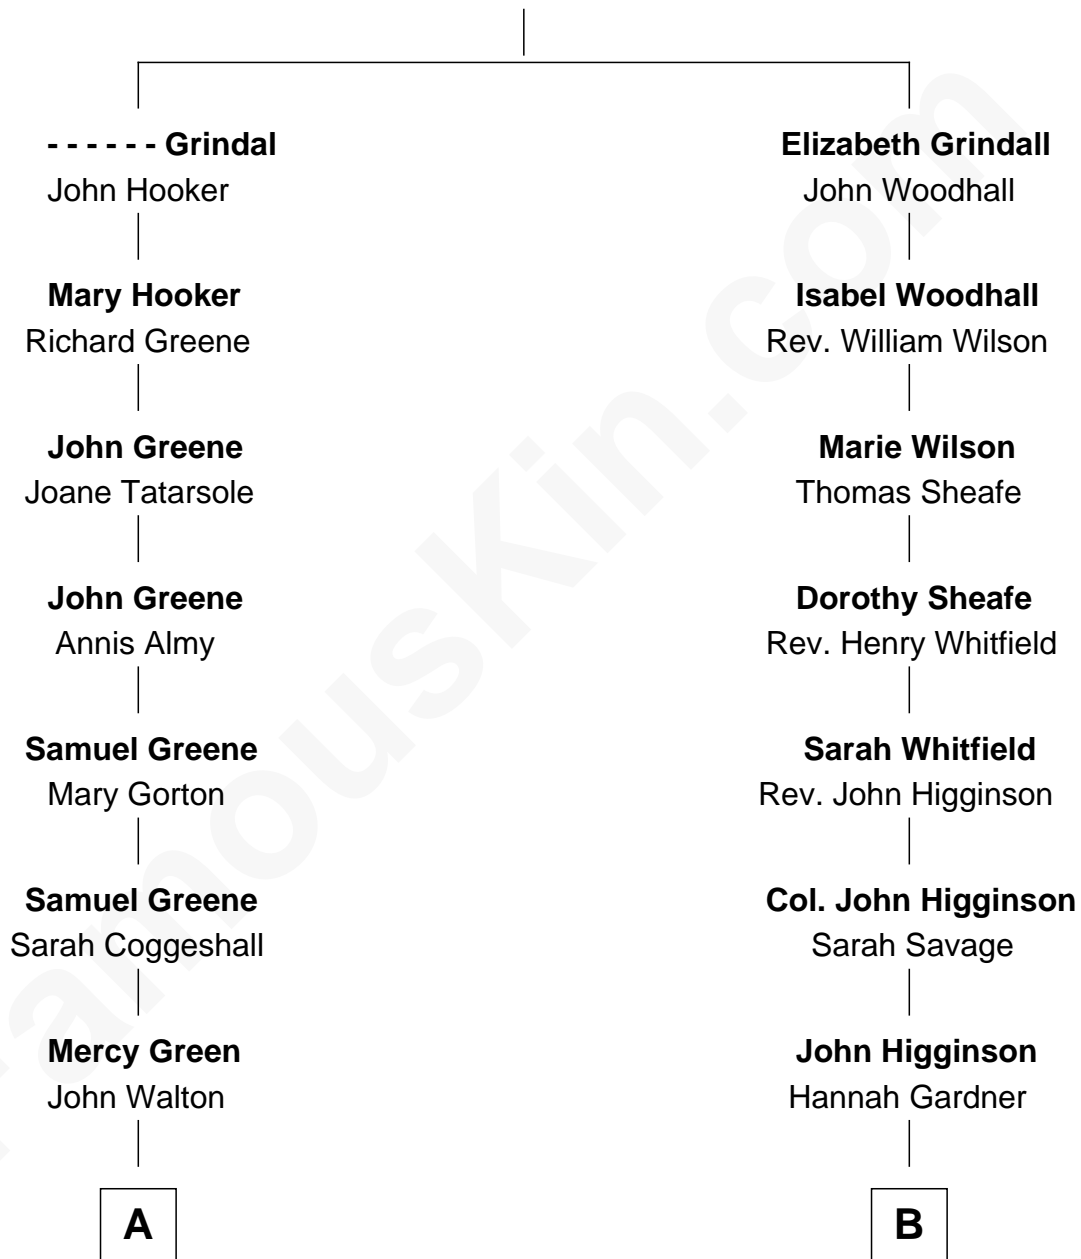 - - - - - - Grindal
John Hooker
Mary Hooker
Richard Greene
John Greene
Joane Tatarsole
John Greene
Annis Almy
Samuel Greene
Mary Gorton
Samuel Greene
Sarah Coggeshall
Mercy Green
John Walton
A
Elizabeth Grindall
John Woodhall
Isabel Woodhall
Rev. William Wilson
Marie Wilson
Thomas Sheafe
Dorothy Sheafe
Rev. Henry Whitfield
Sarah Whitfield
Rev. John Higginson
Col. John Higginson
Sarah Savage
John Higginson
Hannah Gardner
B
FamousKin.com